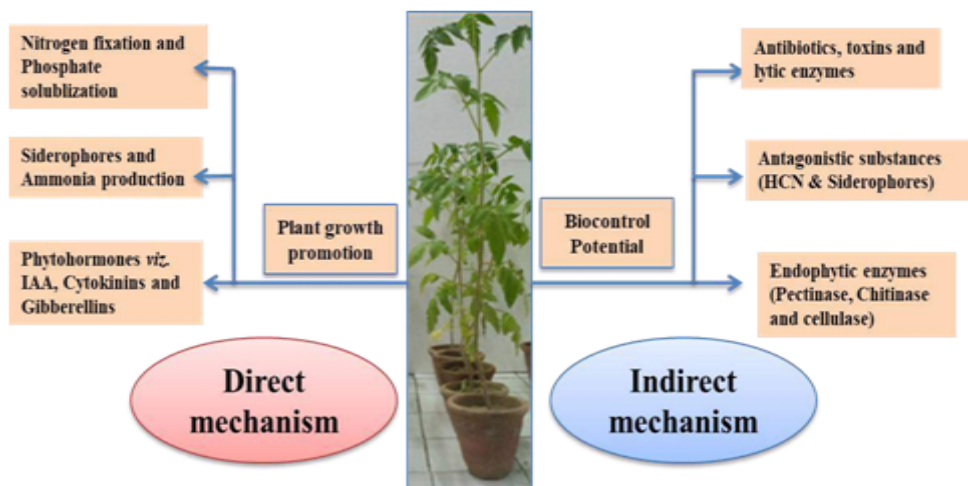 Nitrogen fixation and
Phosphate
solublization
Siderophores and
Ammonia production
Phytohormones viz.
IAA, Cytokinins and
Gibberellins
Plant growth
promotion
Direct
mechanism
Biocontrol
Potential
Antibiotics, toxins and
lytic enzymes
Antagonistic substances
(HCN & Siderophores)
Endophytic enzymes
(Pectinase, Chitinase
and cellulase)
Indirect
mechanism